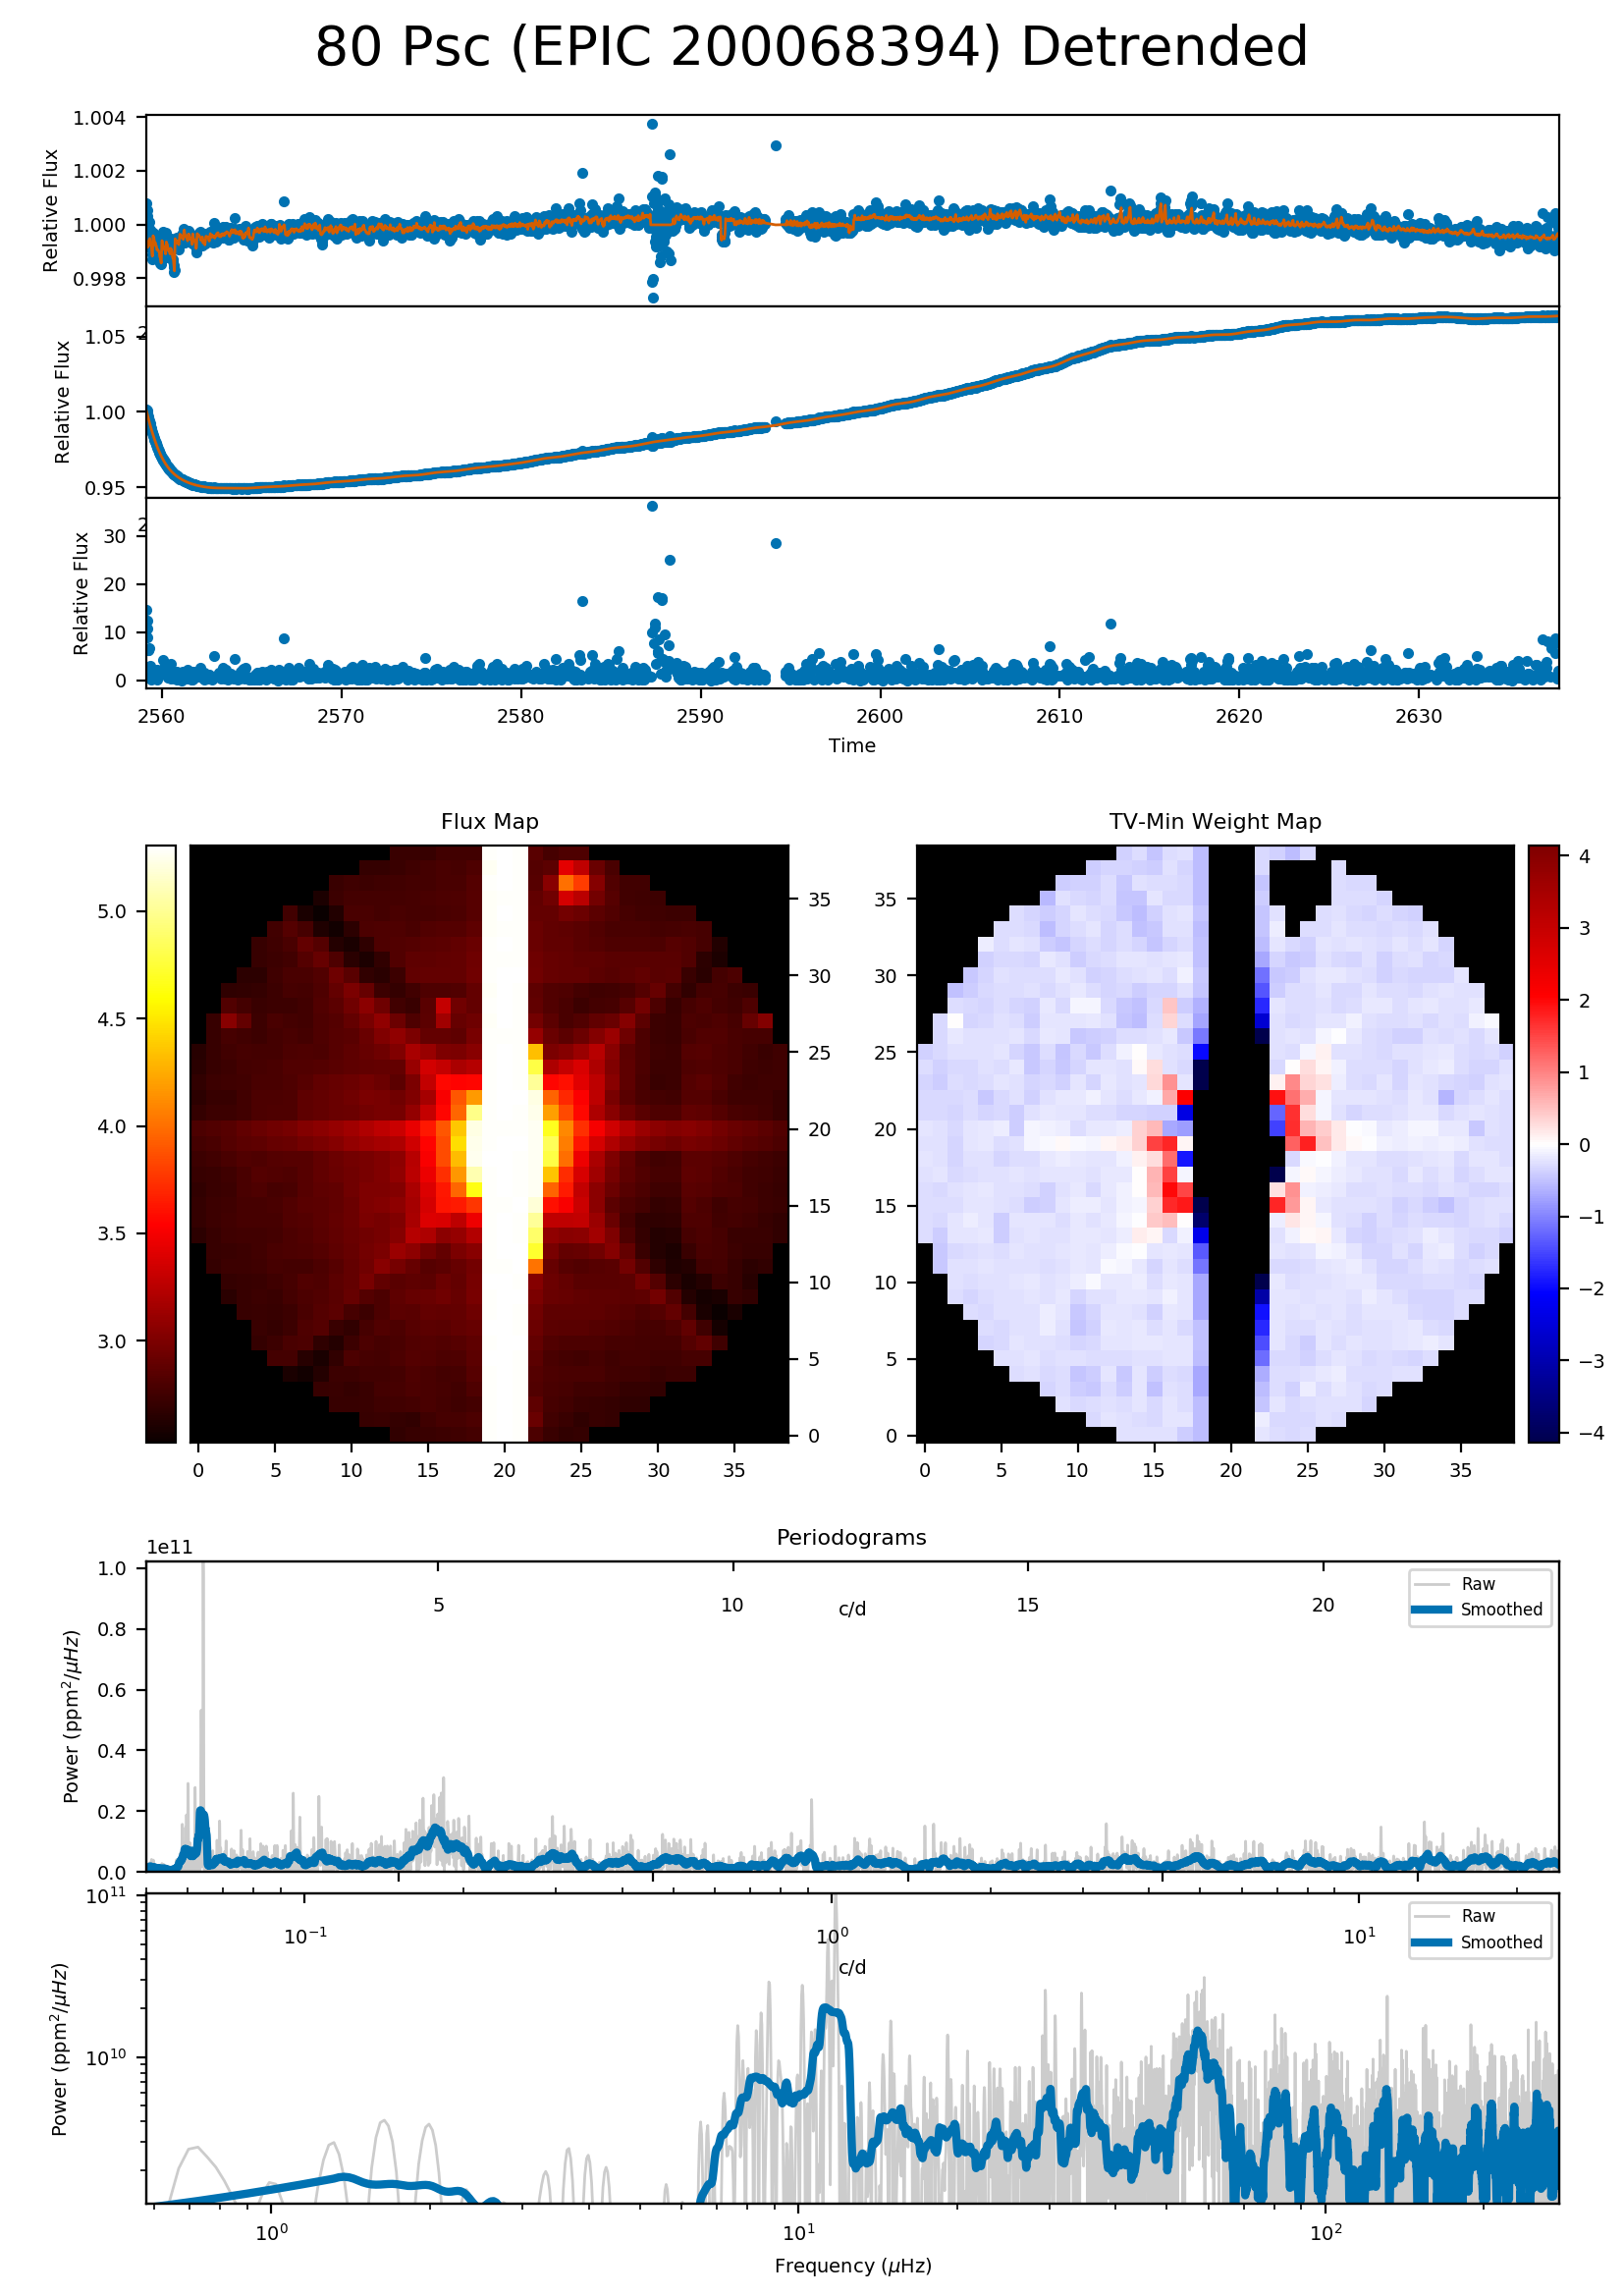 80 Psc (EPIC 200068394) Detrended
1.004
1.002
1.000
0.998
Relative Flux
2
1.05
1.00
0.95
Relative Flux
2
30
20
10
0
Relative Flux
2560 2570 2580 2590 2600 2610 2620 2630
Time
Flux Map
TV-Min Weight Map
5.0
4.5
4.0
3.5
3.0
35
30
25
20
15
10
5
0
0 5 10 15 20 25 30 35
35
30
25
20
15
10
5
0
0 5 10 15 20 25 30 35
4
3
2
1
0
−1
−2
−3
−4
Periodograms
1e11
1.0
0.8
0.6
0.4
0.2
0.0
Power (ppm²/μHz)
5 10 15 20
c/d
Raw
Smoothed
10¹¹
10¹⁰
Power (ppm²/μHz)
10⁻¹ 10⁰ 10¹
c/d
Raw
Smoothed
10⁰ 10¹ 10²
Frequency (μHz)